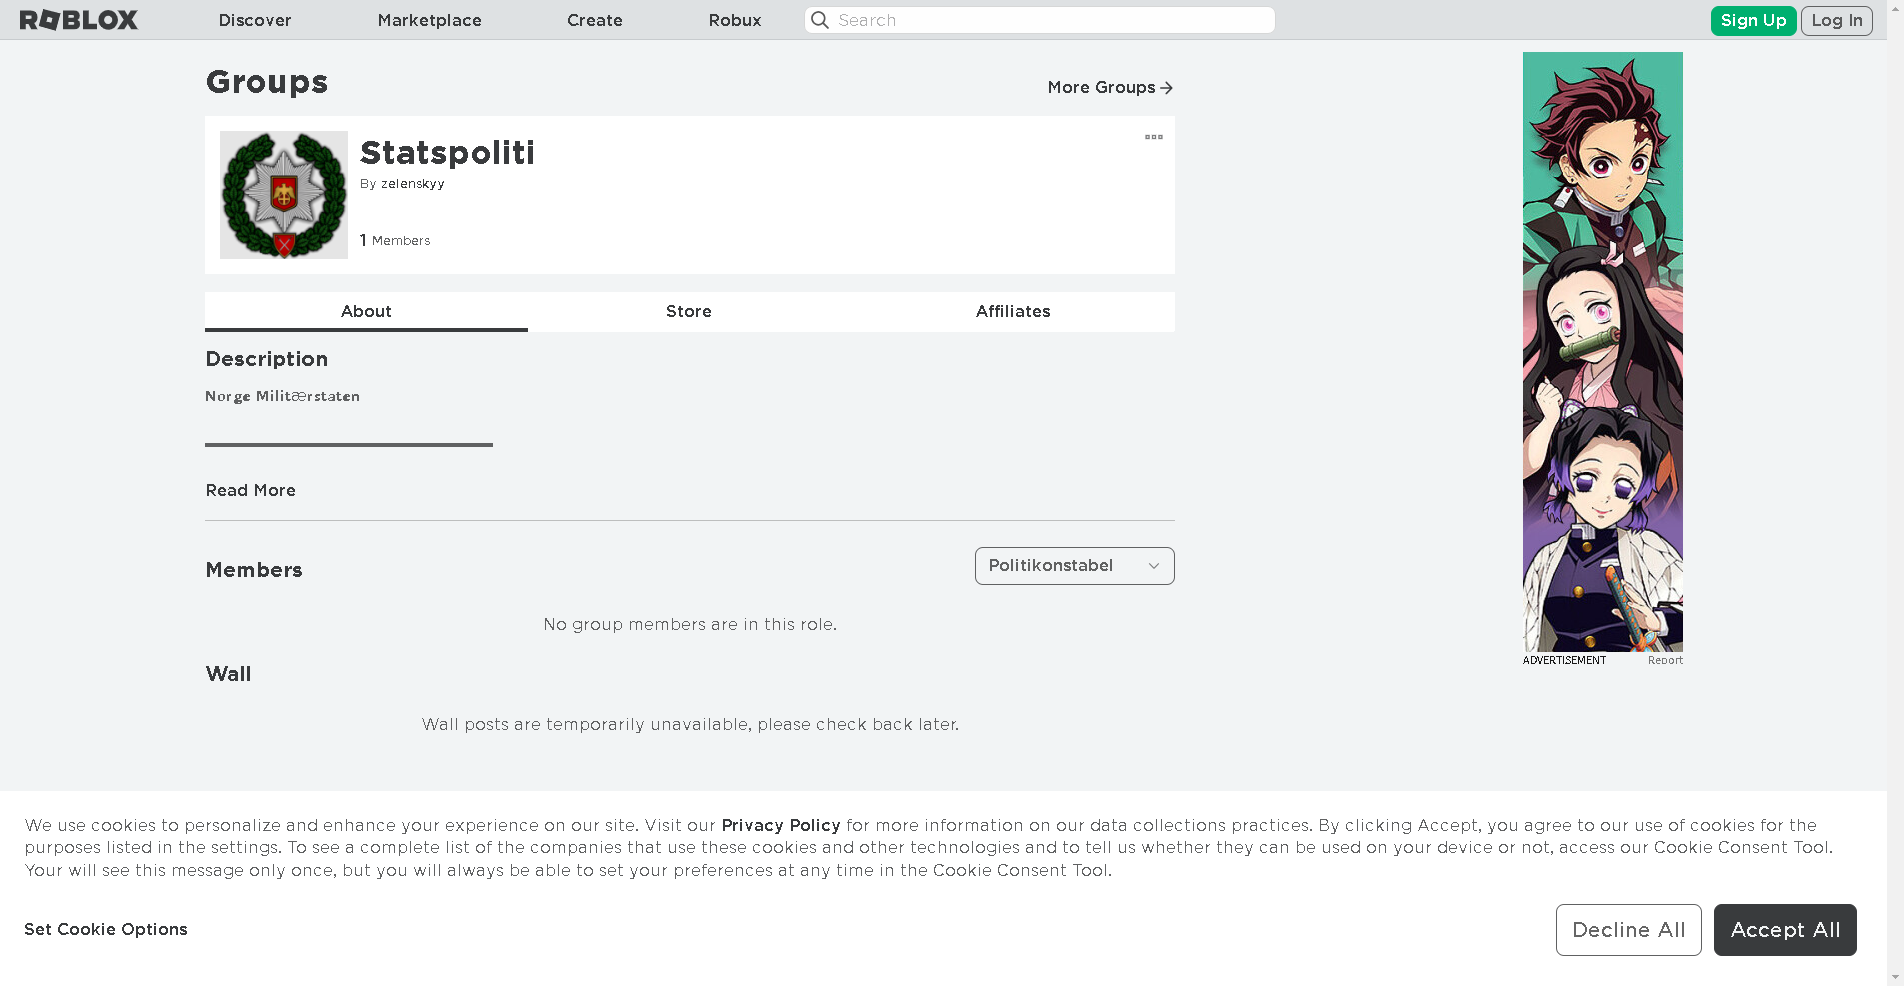 ROBLOX
Discover
Marketplace
Create
Robux
Search
Sign Up
Log In
Groups
More Groups
Statspoliti
By zelenskyy
1 Members
About
Store
Affiliates
Description
Norge Militærstaten
Read More
Members
Politikonstabel
No group members are in this role.
Wall
Wall posts are temporarily unavailable, please check back later.
ADVERTISEMENT
Report
We use cookies to personalize and enhance your experience on our site. Visit our Privacy Policy for more information on our data collections practices. By clicking Accept, you agree to our use of cookies for the
purposes listed in the settings. To see a complete list of the companies that use these cookies and other technologies and to tell us whether they can be used on your device or not, access our Cookie Consent Tool.
Your will see this message only once, but you will always be able to set your preferences at any time in the Cookie Consent Tool.
Set Cookie Options
Decline All
Accept All